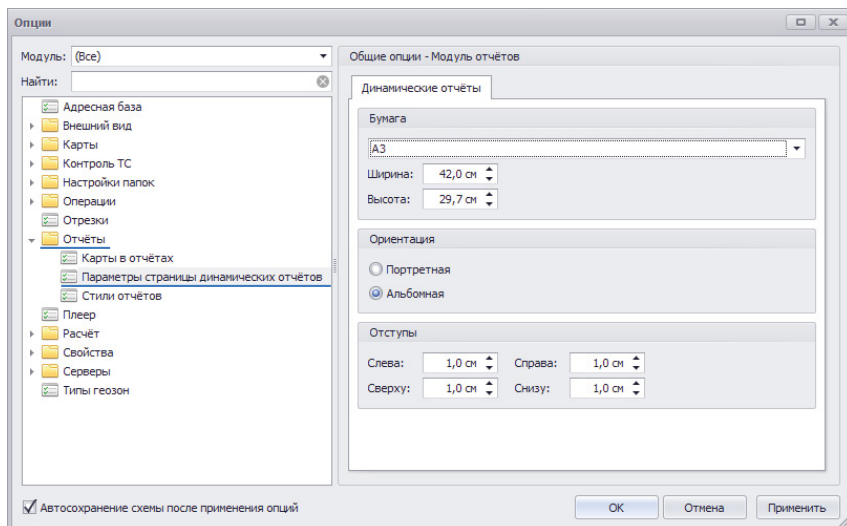 Опции
Модуль: (Все)
Найти:
Адресная база
Внешний вид
Карты
Контроль ТС
Настройки папок
Операции
Отрезки
Отчёты
Карты в отчётах
Параметры страницы динамических отчётов
Стили отчётов
Плеер
Расчёт
Свойства
Серверы
Типы геозон
Общие опции - Модуль отчётов
Динамические отчёты
Бумага
A3
Ширина: 42,0 см
Высота: 29,7 см
Ориентация
Портретная
Альбомная
Отступы
Слева: 1,0 см Справа: 1,0 см
Сверху: 1,0 см Снизу: 1,0 см
Автосохранение схемы после применения опций
OK Отмена Применить